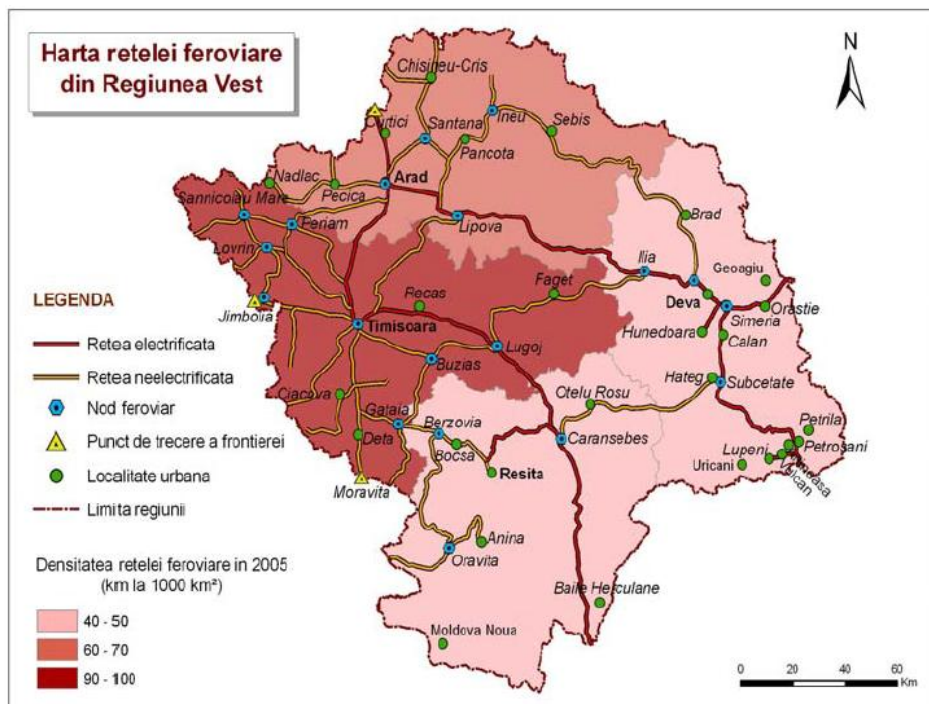 Harta retelei feroviare
din Regiunea Vest
N
Chisineu-Cris
Curtici
Santana
Ineu
Sebis
Pancota
Nadlac
Pecica
Arad
Sannicolau Mare
Periam
Lipova
Brad
Lovrin
Ilia
Geoagiu
Faget
Recas
Deva
Orastie
Jimbolia
Timisoara
Hunedoara
Simeria
Calan
Lugoj
Buzias
Hateg
Subcetate
Otelu Rosu
Ciacova
Gataia
Berzovia
Deta
Bocsa
Caransebes
Petrila
Petroşani
Lupeni
Uricani
Vulcan
Resita
Moravita
Anina
Oravita
Baile Herculane
Moldova Noua
LEGENDA
Retea electrificata
Retea neelectrificata
Nod feroviar
Punct de trecere a frontierei
Localitate urbana
Limita regiunii
Densitatea retelei feroviare in 2005
(km la 1000 km²)
40 - 50
60 - 70
90 - 100
0 20 40 60
Km